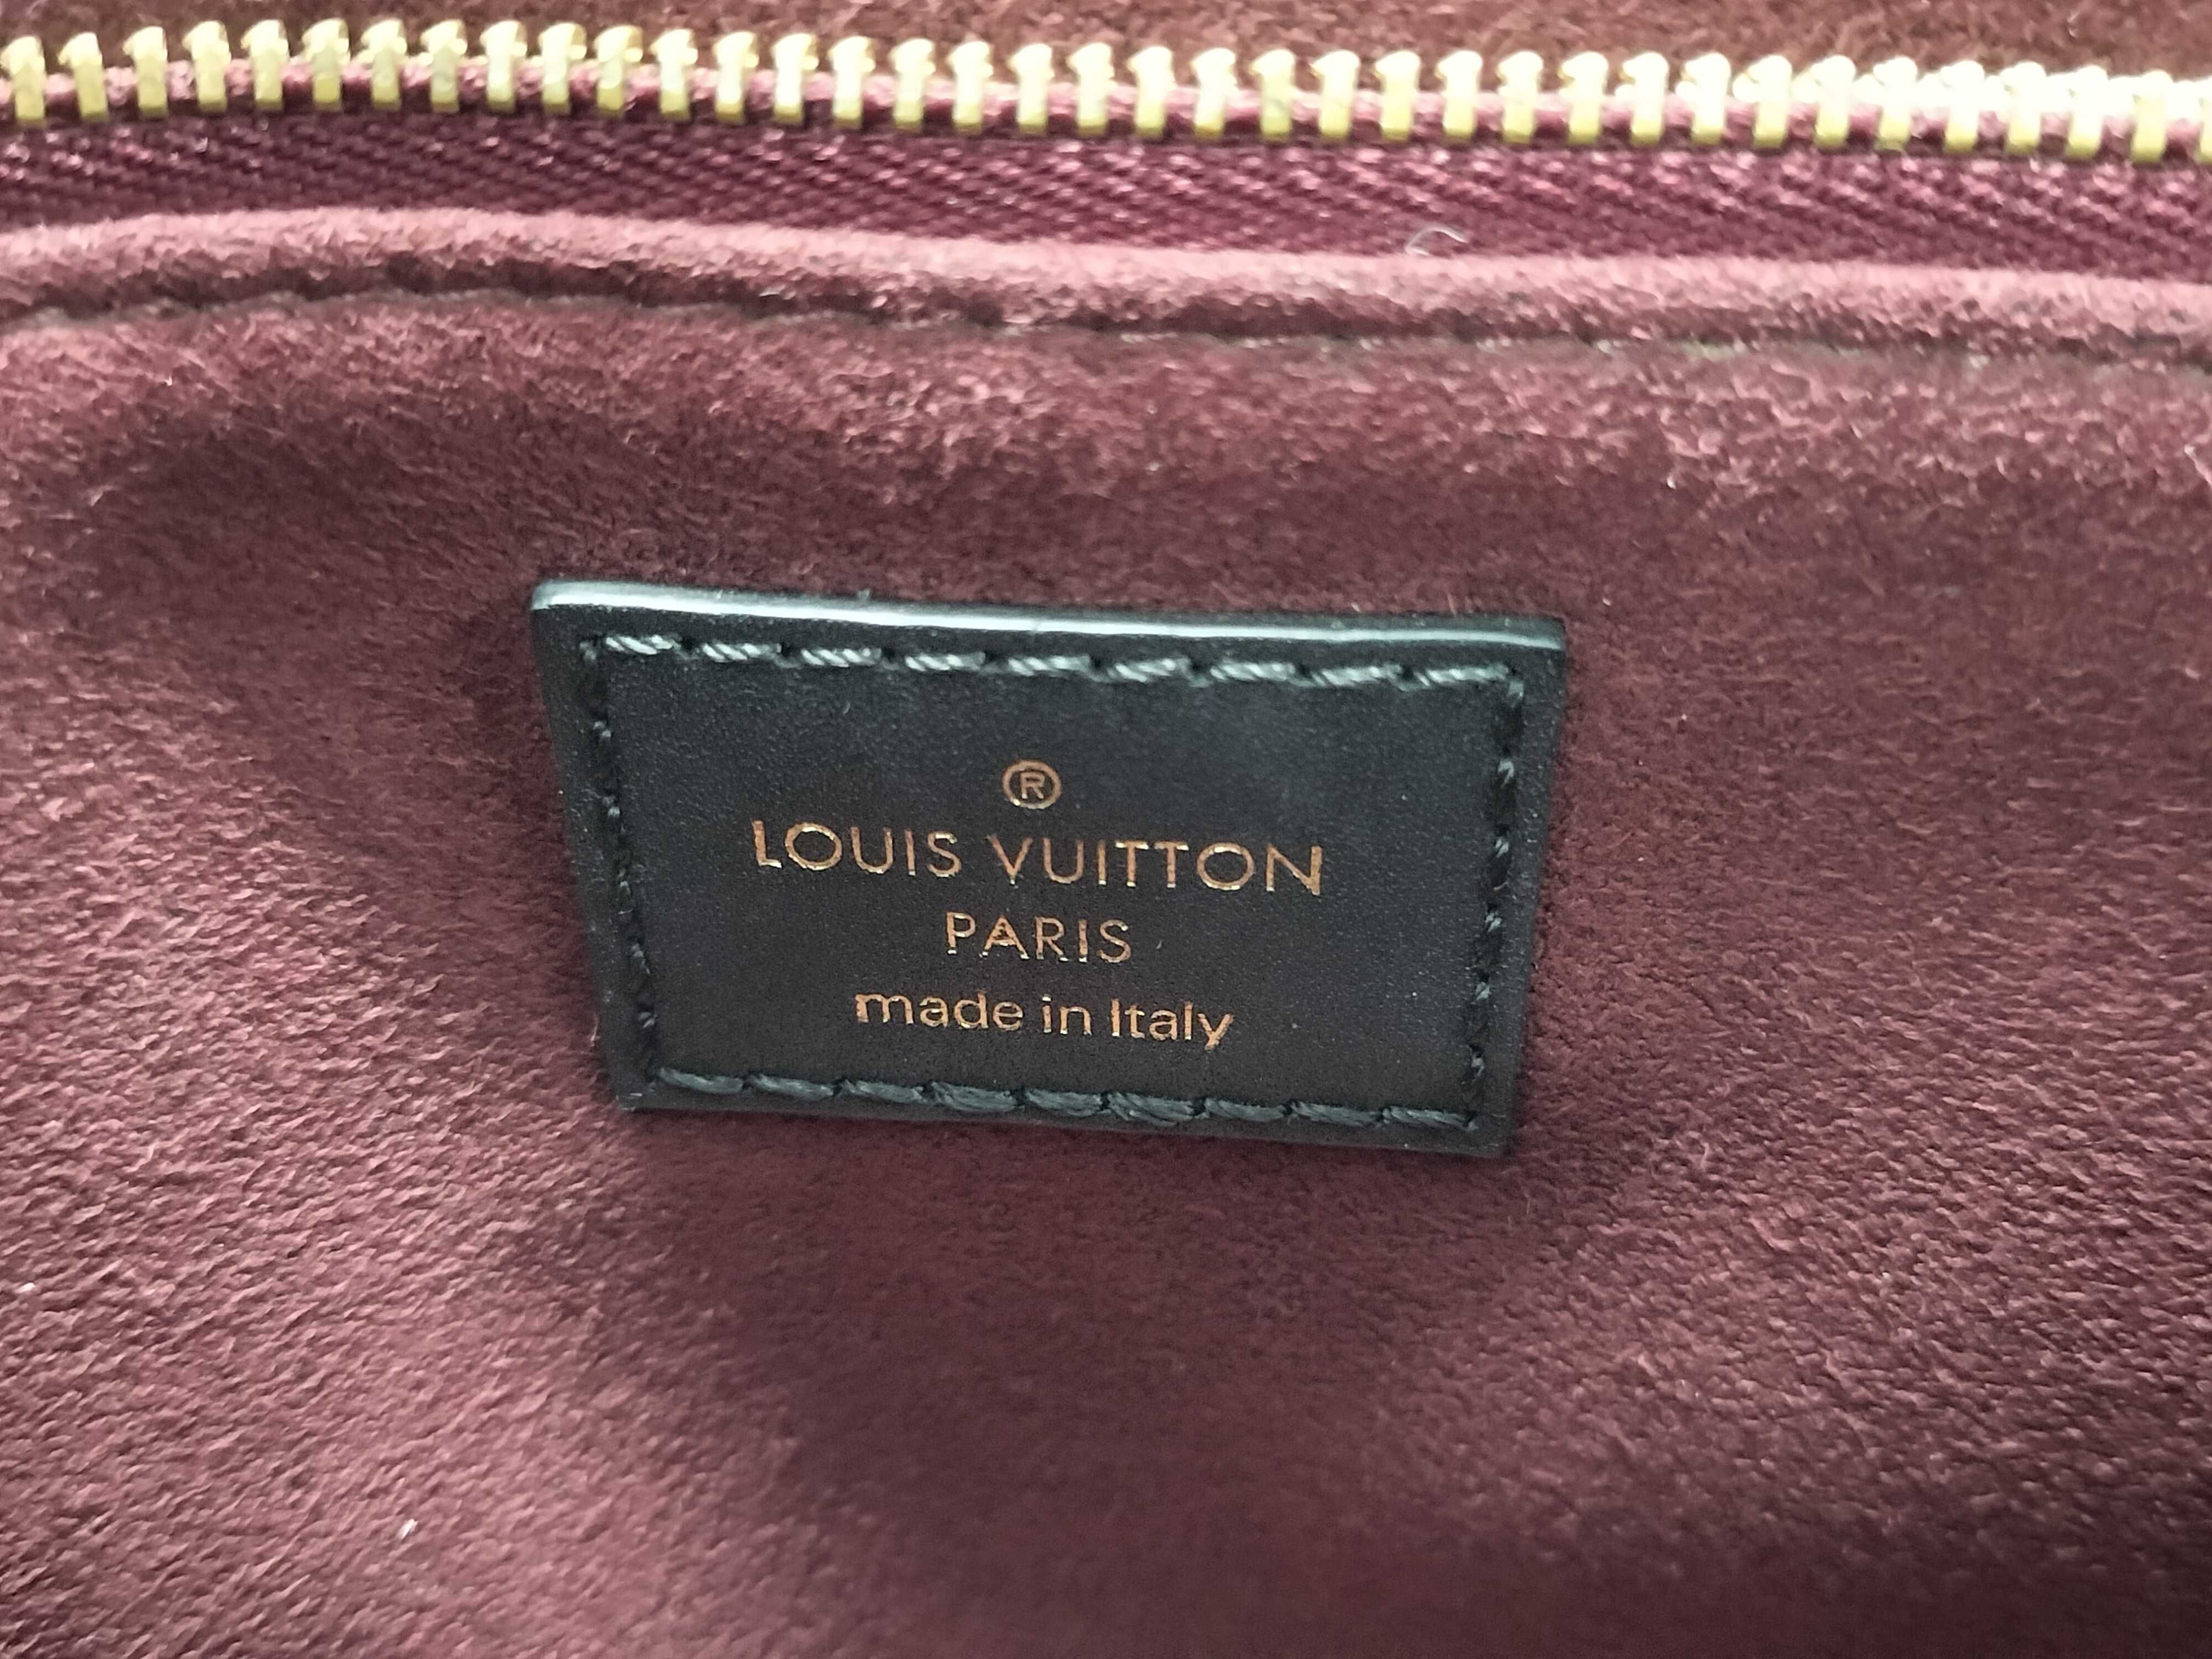 ®
LOUIS VUITTON
PARIS
made in Italy